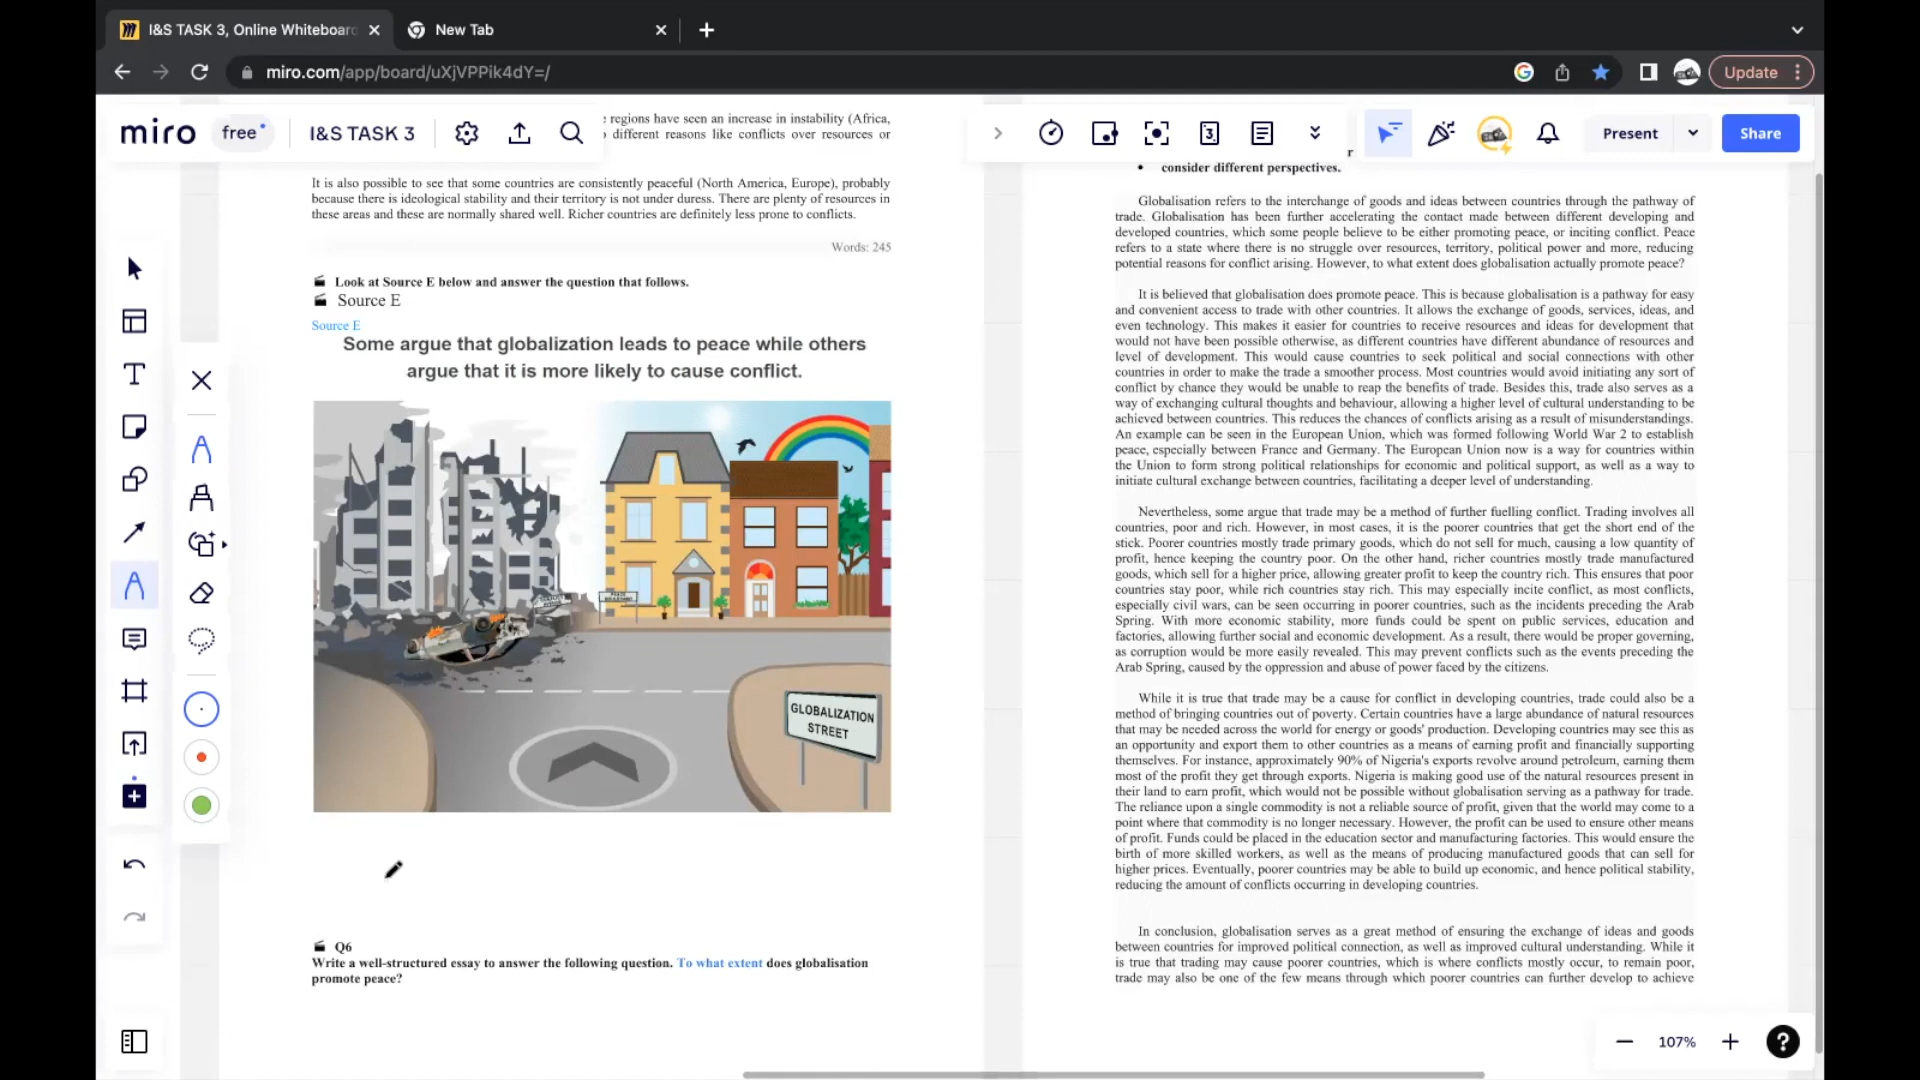 I&S TASK 3, Online Whiteboard
New Tab
miro.com/app/board/uXjVPPik4dY=/
Update
miro
free
I&S TASK 3
3
Present
Share
regions have seen an increase in instability (Africa,
different reasons like conflicts over resources or
It is also possible to see that some countries are consistently peaceful (North America, Europe), probably
because there is ideological stability and their territory is not under duress. There are plenty of resources in
these areas and these are normally shared well. Richer countries are definitely less prone to conflicts.
Words: 245
Look at Source E below and answer the question that follows.
Source E
Source E
Some argue that globalization leads to peace while others
argue that it is more likely to cause conflict.
GLOBALIZATION
STREET
Q6
Write a well-structured essay to answer the following question. To what extent does globalisation
promote peace?
consider different perspectives.
Globalisation refers to the interchange of goods and ideas between countries through the pathway of
trade. Globalisation has been further accelerating the contact made between different developing and
developed countries, which some people believe to be either promoting peace, or inciting conflict. Peace
refers to a state where there is no struggle over resources, territory, political power and more, reducing
potential reasons for conflict arising. However, to what extent does globalisation actually promote peace?
It is believed that globalisation does promote peace. This is because globalisation is a pathway for easy
and convenient access to trade with other countries. It allows the exchange of goods, services, ideas, and
even technology. This makes it easier for countries to receive resources and ideas for development that
would not have been possible otherwise, as different countries have different abundance of resources and
level of development. This would cause countries to seek political and social connections with other
countries in order to make the trade a smoother process. Most countries would avoid initiating any sort of
conflict by chance they would be unable to reap the benefits of trade. Besides this, trade also serves as a
way of exchanging cultural thoughts and behaviour, allowing a higher level of cultural understanding to be
achieved between countries. This reduces the chances of conflicts arising as a result of misunderstandings.
An example can be seen in the European Union, which was formed following World War 2 to establish
peace, especially between France and Germany. The European Union now is a way for countries within
the Union to form strong political relationships for economic and political support, as well as a way to
initiate cultural exchange between countries, facilitating a deeper level of understanding.
Nevertheless, some argue that trade may be a method of further fuelling conflict. Trading involves all
countries, poor and rich. However, in most cases, it is the poorer countries that get the short end of the
stick. Poorer countries mostly trade primary goods, which do not sell for much, causing a low quantity of
profit, hence keeping the country poor. On the other hand, richer countries mostly trade manufactured
goods, which sell for a higher price, allowing greater profit to keep the country rich. This ensures that poor
countries stay poor, while rich countries stay rich. This may especially incite conflict, as most conflicts,
especially civil wars, can be seen occurring in poorer countries, such as the incidents preceding the Arab
Spring. With more economic stability, more funds could be spent on public services, education and
factories, allowing further social and economic development. As a result, there would be proper governing,
as corruption would be more easily revealed. This may prevent conflicts such as the events preceding the
Arab Spring, caused by the oppression and abuse of power faced by the citizens.
While it is true that trade may be a cause for conflict in developing countries, trade could also be a
method of bringing countries out of poverty. Certain countries have a large abundance of natural resources
that may be needed across the world for energy or goods' production. Developing countries may see this as
an opportunity and export them to other countries as a means of earning profit and financially supporting
themselves. For instance, approximately 90% of Nigeria's exports revolve around petroleum, earning them
most of the profit they get through exports. Nigeria is making good use of the natural resources present in
their land to earn profit, which would not be possible without globalisation serving as a pathway for trade.
The reliance upon a single commodity is not a reliable source of profit, given that the world may come to a
point where that commodity is no longer necessary. However, the profit can be used to ensure other means
of profit. Funds could be placed in the education sector and manufacturing factories. This would ensure the
birth of more skilled workers, as well as the means of producing manufactured goods that can sell for
higher prices. Eventually, poorer countries may be able to build up economic, and hence political stability,
reducing the amount of conflicts occurring in developing countries.
In conclusion, globalisation serves as a great method of ensuring the exchange of ideas and goods
between countries for improved political connection, as well as improved cultural understanding. While it
is true that trading may cause poorer countries, which is where conflicts mostly occur, to remain poor,
trade may also be one of the few means through which poorer countries can further develop to achieve
107%